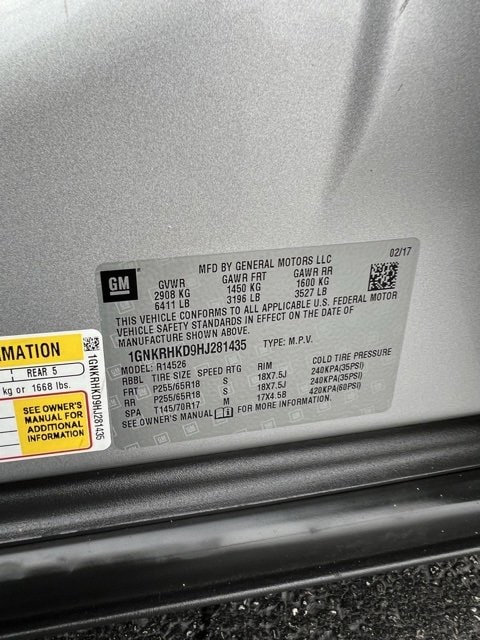 GM
MFD BY GENERAL MOTORS LLC
02/17
GVWR GAWR FRT GAWR RR
2908 KG 1450 KG 1600 KG
6411 LB 3196 LB 3527 LB
THIS VEHICLE CONFORMS TO ALL APPLICABLE U.S. FEDERAL MOTOR
VEHICLE SAFETY STANDARDS IN EFFECT ON THE DATE OF
MANUFACTURE SHOWN ABOVE.
1GNKRHKD9HJ281435 TYPE: M.P.V.
MODEL: R14526
RBBL TIRE SIZE SPEED RTG RIM COLD TIRE PRESSURE
FRT P255/65R18 S 18X7.5J 240KPA(35PSI)
RR P255/65R18 S 18X7.5J 240KPA(35PSI)
SPA T145/70R17 M 17X4.5B 420KPA(60PSI)
SEE OWNER'S MANUAL FOR MORE INFORMATION.
MATION
REAR 5
kg or 1668 lbs.
SEE OWNER'S
MANUAL FOR
ADDITIONAL
INFORMATION
1GNKRHKD9HJ281435